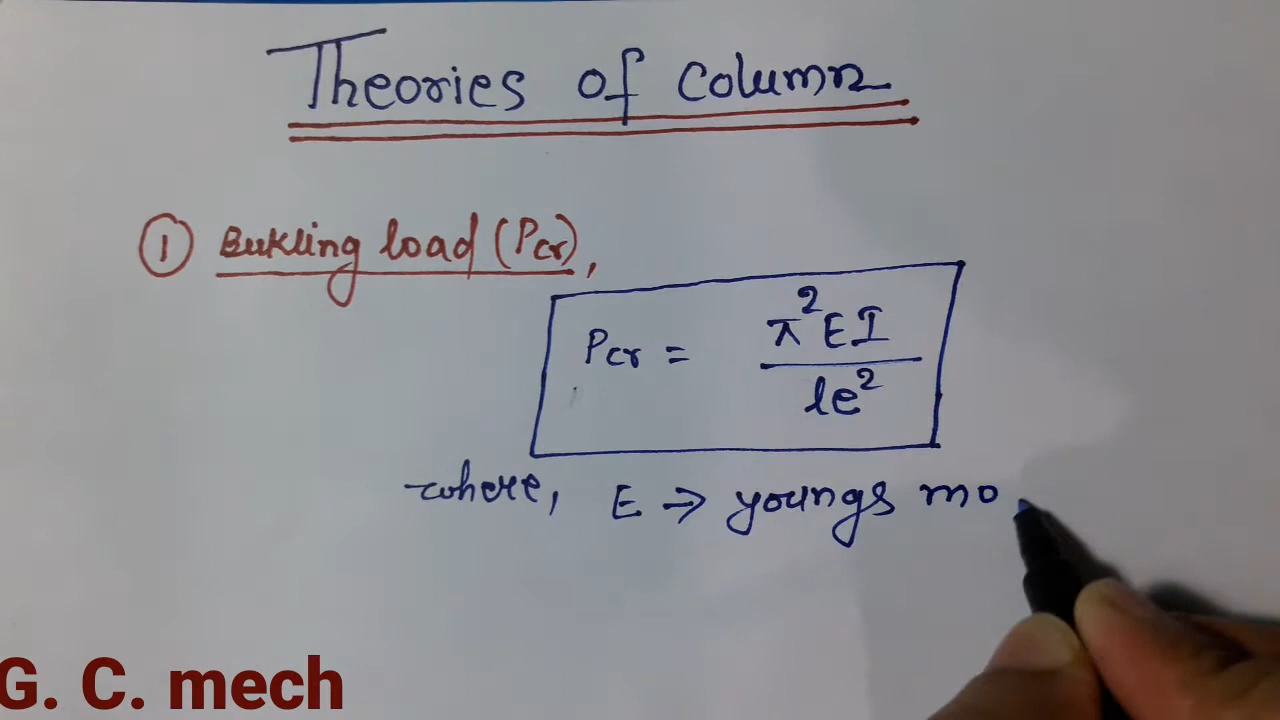 Theories of column
① Bukling load (Pcr),
Pcr = π²EI / le²
where, E ⇒ youngs mo
G. C. mech